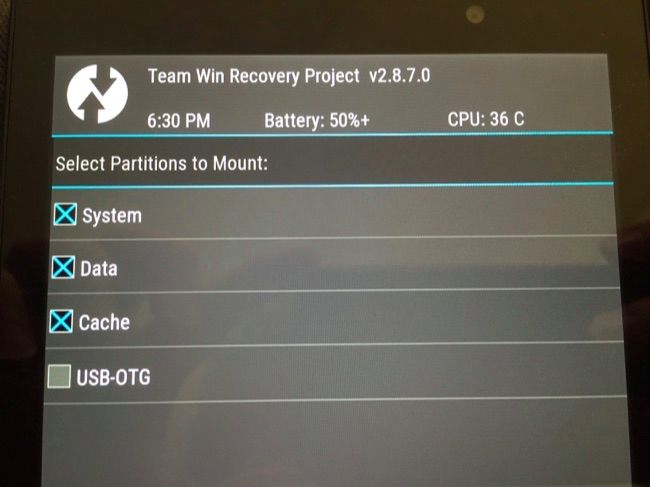 Team Win Recovery Project v2.8.7.0
6:30 PM Battery: 50%+ CPU: 36 C
Select Partitions to Mount:
System
Data
Cache
USB-OTG